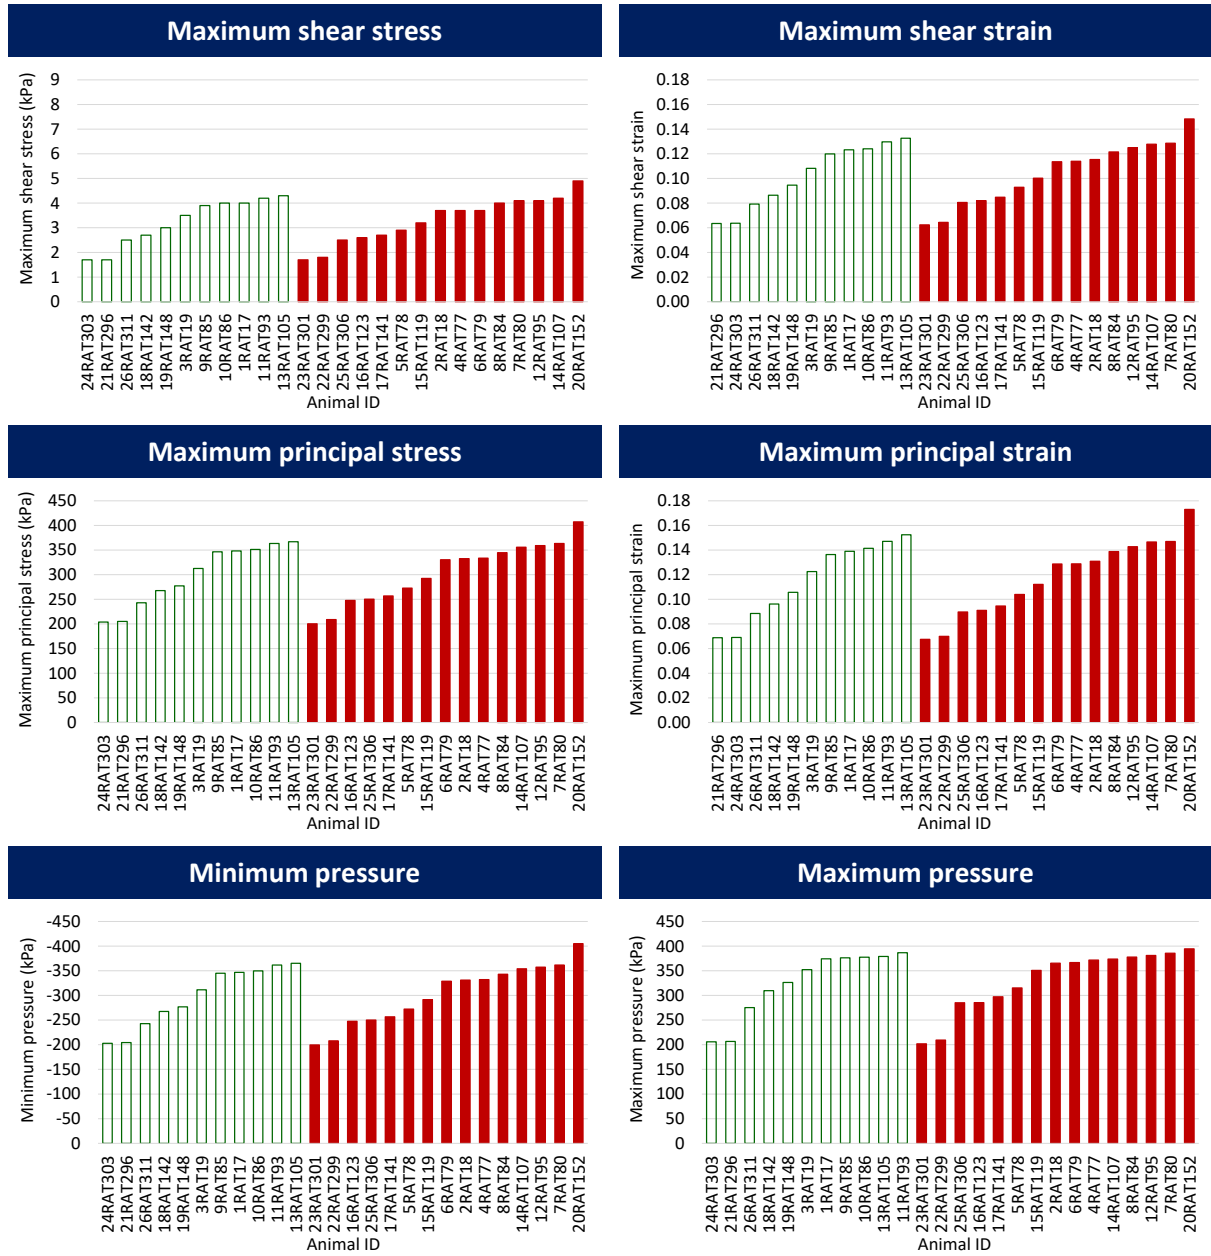 Maximum shear stress
Maximum shear stress (kPa)
9
8
7
6
5
4
3
2
1
0
24RAT303
21RAT296
26RAT311
18RAT142
19RAT148
3RAT19
9RAT85
10RAT86
1RAT17
11RAT93
13RAT105
23RAT301
22RAT299
25RAT306
16RAT123
17RAT141
5RAT78
15RAT119
2RAT18
4RAT77
6RAT79
8RAT84
7RAT80
12RAT95
14RAT107
20RAT152
Animal ID
Maximum shear strain
Maximum shear strain
0.18
0.16
0.14
0.12
0.10
0.08
0.06
0.04
0.02
0.00
21RAT296
24RAT303
26RAT311
18RAT142
19RAT148
3RAT19
9RAT85
1RAT17
10RAT86
11RAT93
13RAT105
23RAT301
22RAT299
25RAT306
16RAT123
17RAT141
5RAT78
15RAT119
6RAT79
4RAT77
2RAT18
8RAT84
12RAT95
14RAT107
7RAT80
20RAT152
Animal ID
Maximum principal stress
Maximum principal stress (kPa)
450
400
350
300
250
200
150
100
50
0
24RAT303
21RAT296
26RAT311
18RAT142
19RAT148
3RAT19
9RAT85
1RAT17
10RAT86
11RAT93
13RAT105
23RAT301
22RAT299
16RAT123
25RAT306
17RAT141
5RAT78
15RAT119
6RAT79
2RAT18
4RAT77
8RAT84
14RAT107
12RAT95
7RAT80
20RAT152
Animal ID
Maximum principal strain
Maximum principal strain
0.18
0.16
0.14
0.12
0.10
0.08
0.06
0.04
0.02
0.00
21RAT296
24RAT303
26RAT311
18RAT142
19RAT148
3RAT19
9RAT85
1RAT17
10RAT86
11RAT93
13RAT105
23RAT301
22RAT299
25RAT306
16RAT123
17RAT141
5RAT78
15RAT119
6RAT79
4RAT77
2RAT18
8RAT84
12RAT95
14RAT107
7RAT80
20RAT152
Animal ID
Minimum pressure
Minimum pressure (kPa)
-450
-400
-350
-300
-250
-200
-150
-100
-50
0
24RAT303
21RAT296
26RAT311
18RAT142
19RAT148
3RAT19
9RAT85
1RAT17
10RAT86
11RAT93
13RAT105
23RAT301
22RAT299
16RAT123
25RAT306
17RAT141
5RAT78
15RAT119
6RAT79
2RAT18
4RAT77
8RAT84
14RAT107
12RAT95
7RAT80
20RAT152
Animal ID
Maximum pressure
Maximum pressure (kPa)
450
400
350
300
250
200
150
100
50
0
24RAT303
21RAT296
26RAT311
18RAT142
19RAT148
3RAT19
1RAT17
9RAT85
10RAT86
13RAT105
11RAT93
23RAT301
22RAT299
25RAT306
16RAT123
17RAT141
5RAT78
15RAT119
2RAT18
6RAT79
4RAT77
14RAT107
8RAT84
12RAT95
7RAT80
20RAT152
Animal ID